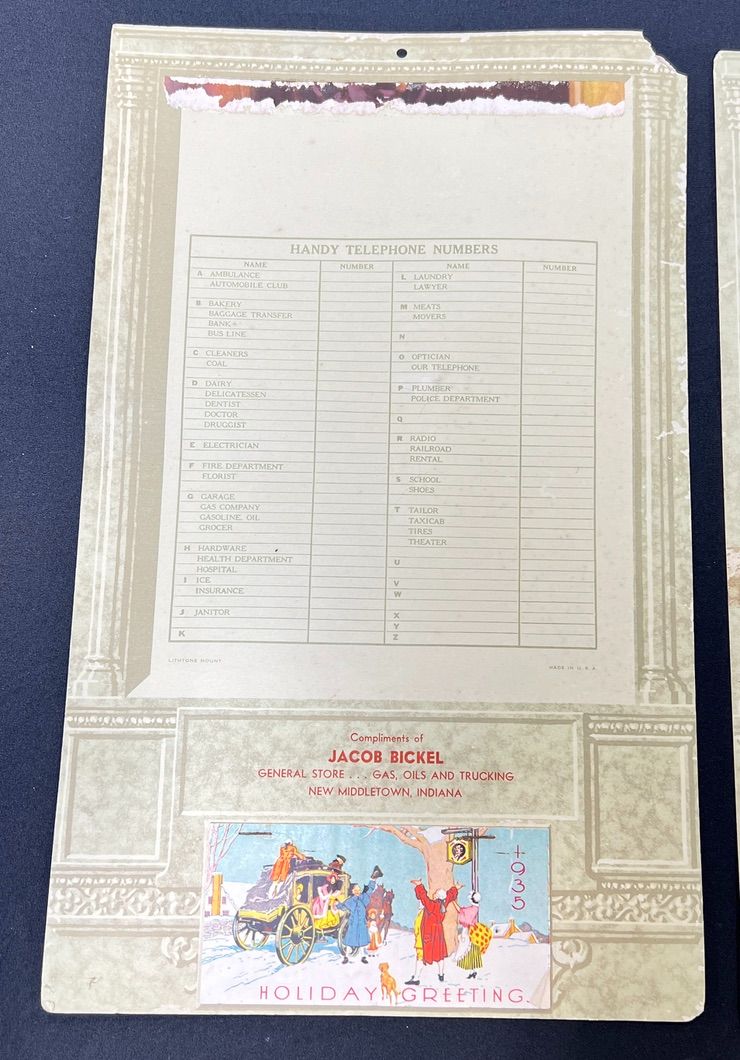 HANDY TELEPHONE NUMBERS
NAME NUMBER NAME NUMBER
A AMBULANCE
AUTOMOBILE CLUB
B BAKERY
BAGGAGE TRANSFER
BANK
BUS LINE
C CLEANERS
COAL
D DAIRY
DELICATESSEN
DENTIST
DOCTOR
DRUGGIST
E ELECTRICIAN
F FIRE DEPARTMENT
FLORIST
G GARAGE
GAS COMPANY
GASOLINE, OIL
GROCER
H HARDWARE
HEALTH DEPARTMENT
HOSPITAL
I ICE
INSURANCE
J JANITOR
K
L LAUNDRY
LAWYER
M MEATS
MOVERS
N
O OPTICIAN
OUR TELEPHONE
P PLUMBER
POLICE DEPARTMENT
Q
R RADIO
RAILROAD
RENTAL
S SCHOOL
SHOES
T TAILOR
TAXICAB
TIRES
THEATER
U
V
W
X
Y
Z
LITHTONE MOUNT
MADE IN U. S. A.
Compliments of
JACOB BICKEL
GENERAL STORE . . . GAS, OILS AND TRUCKING
NEW MIDDLETOWN, INDIANA
1935
HOLIDAY GREETING.